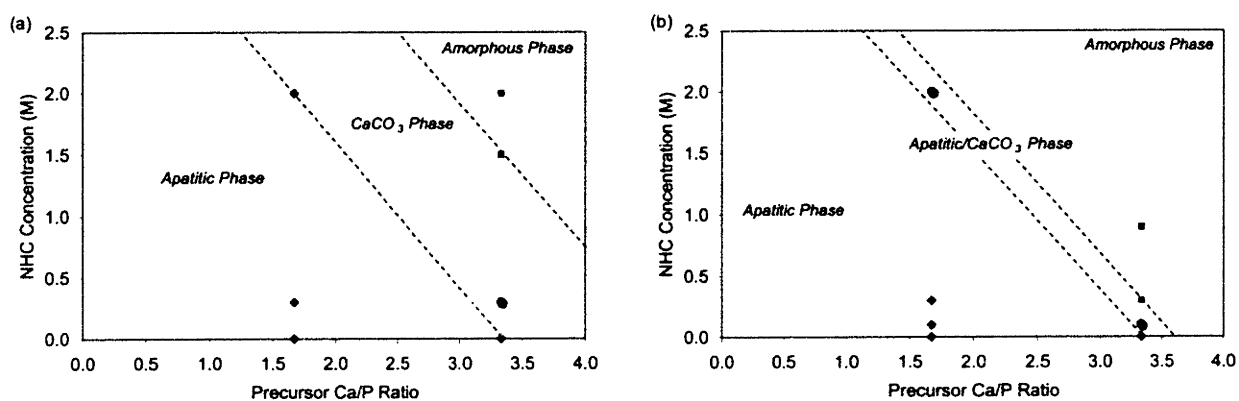 (a)
2.5
2.0
1.5
1.0
0.5
0.0
NHC Concentration (M)
Amorphous Phase
CaCO₃ Phase
Apatitic Phase
0.0 0.5 1.0 1.5 2.0 2.5 3.0 3.5 4.0
Precursor Ca/P Ratio
(b)
2.5
2.0
1.5
1.0
0.5
0.0
NHC Concentration (M)
Amorphous Phase
Apatitic/CaCO₃ Phase
Apatitic Phase
0.0 0.5 1.0 1.5 2.0 2.5 3.0 3.5 4.0
Precursor Ca/P Ratio